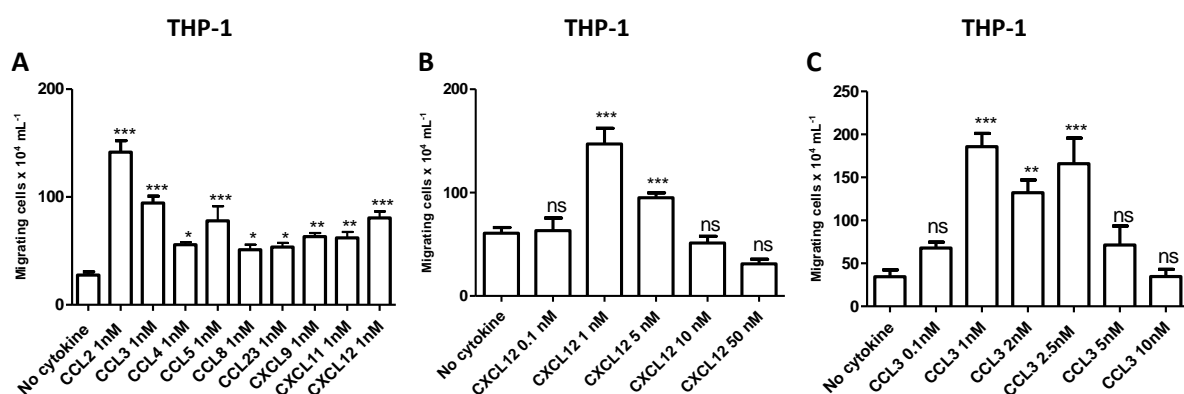 THP-1
A
Migrating cells x 10⁴ mL⁻¹
200
100
0
***
***
*
***
*
*
**
**
***
No cytokine
CCL2 1nM
CCL3 1nM
CCL4 1nM
CCL5 1nM
CCL8 1nM
CCL23 1nM
CXCL9 1nM
CXCL11 1nM
CXCL12 1nM
THP-1
B
Migrating cells x 10⁴ mL⁻¹
200
100
0
ns
***
***
ns
ns
No cytokine
CXCL12 0.1 nM
CXCL12 1 nM
CXCL12 5 nM
CXCL12 10 nM
CXCL12 50 nM
THP-1
C
Migrating cells x 10⁴ mL⁻¹
250
200
150
100
50
0
ns
***
**
***
ns
ns
No cytokine
CCL3 0.1nM
CCL3 1nM
CCL3 2nM
CCL3 2.5nM
CCL3 5nM
CCL3 10nM